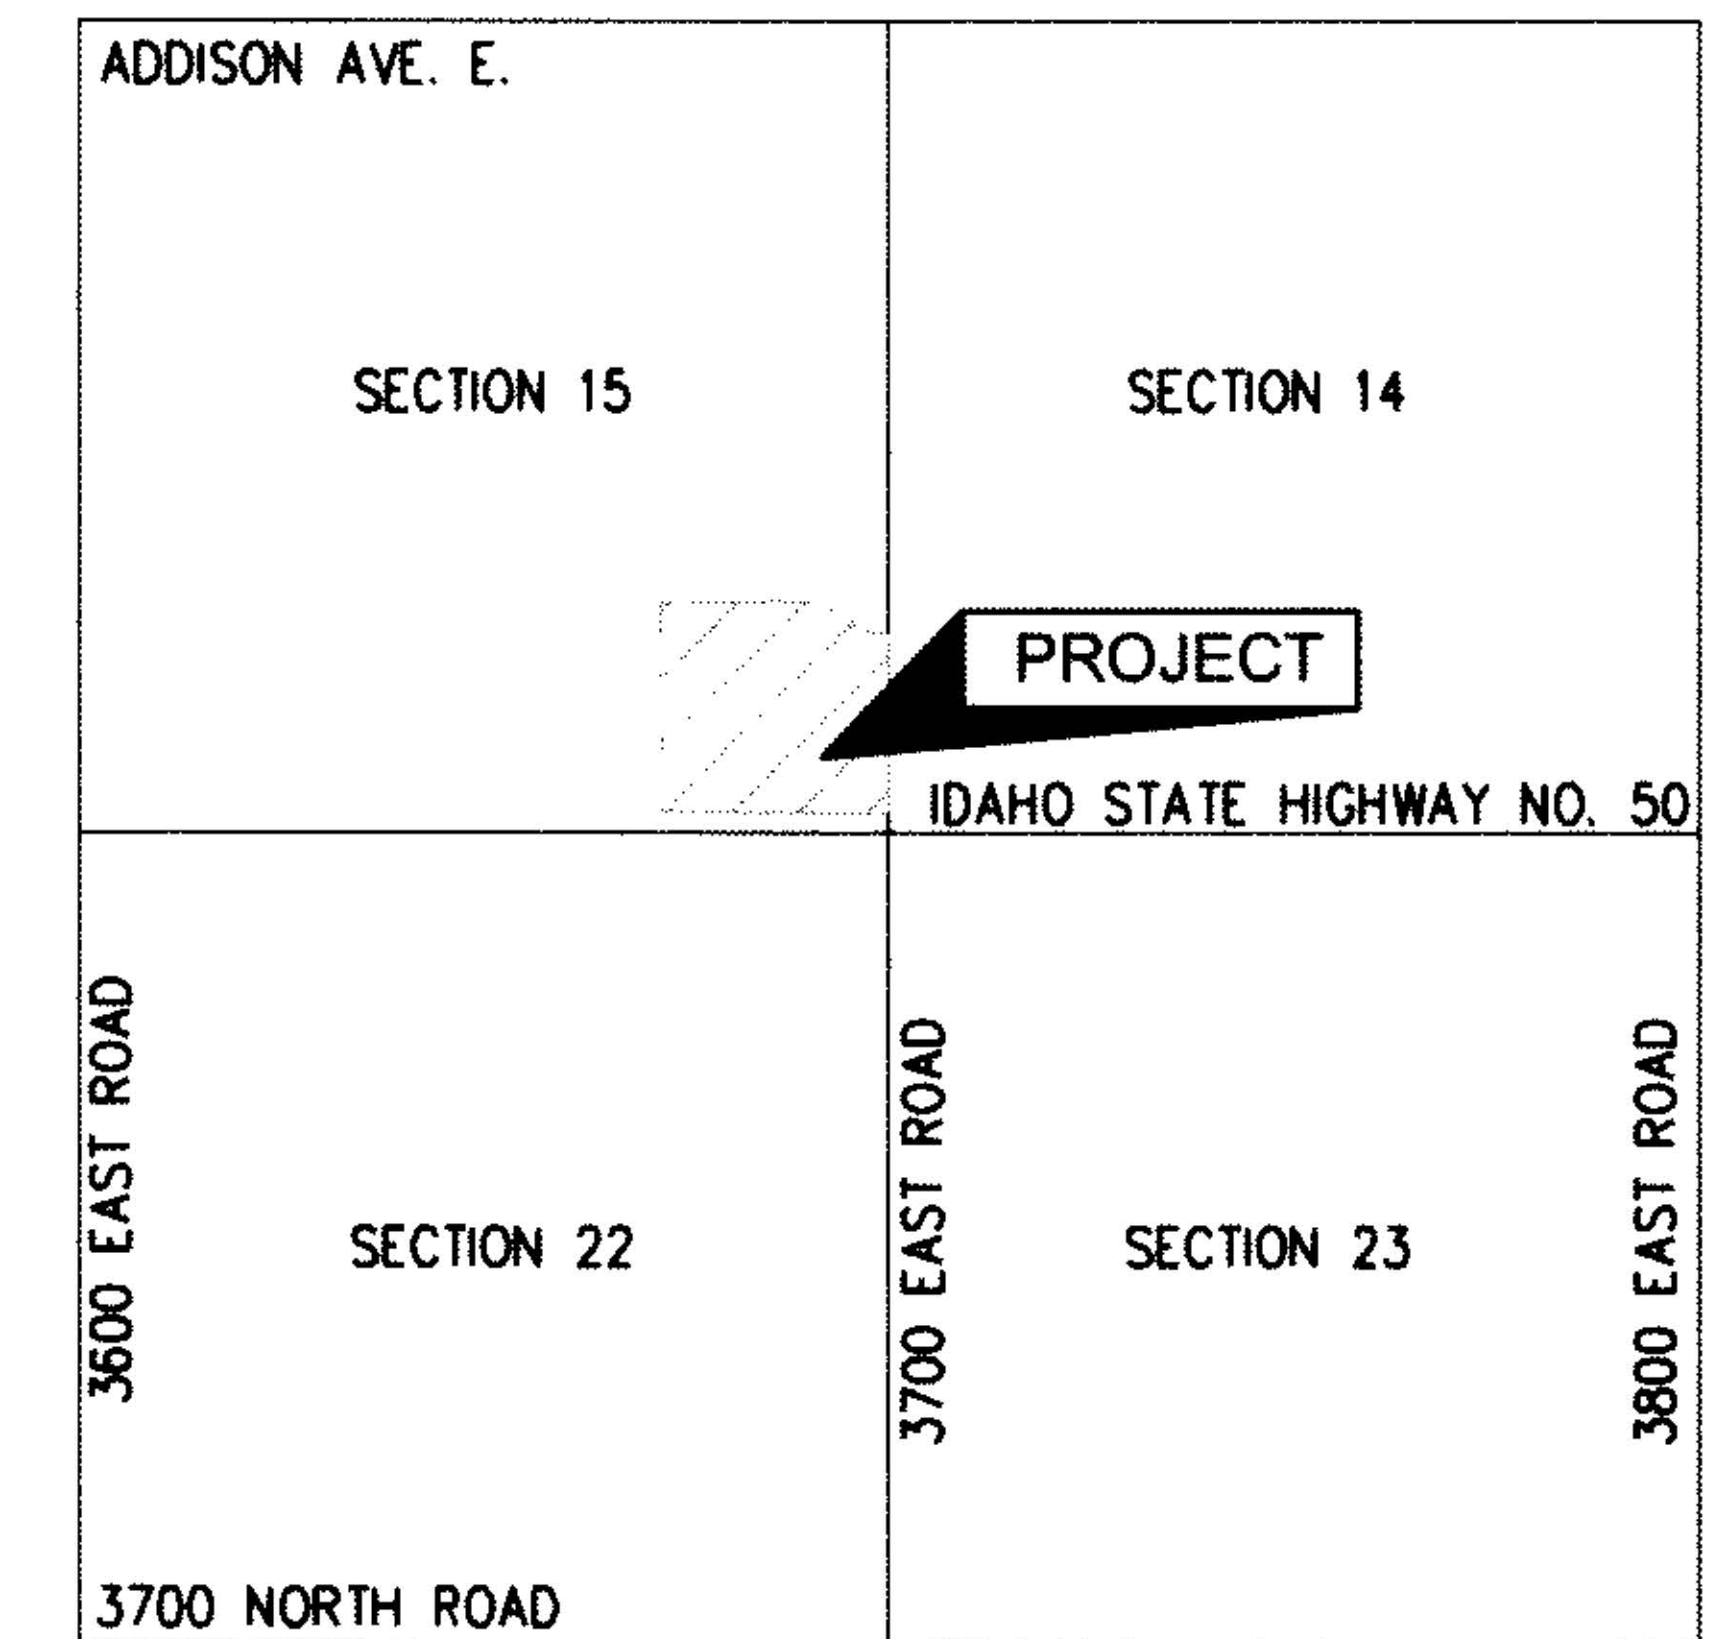 ADDISON AVE. E.
SECTION 15
SECTION 14
PROJECT
IDAHO STATE HIGHWAY NO. 50
3600 EAST ROAD
3700 EAST ROAD
3800 EAST ROAD
SECTION 22
SECTION 23
3700 NORTH ROAD